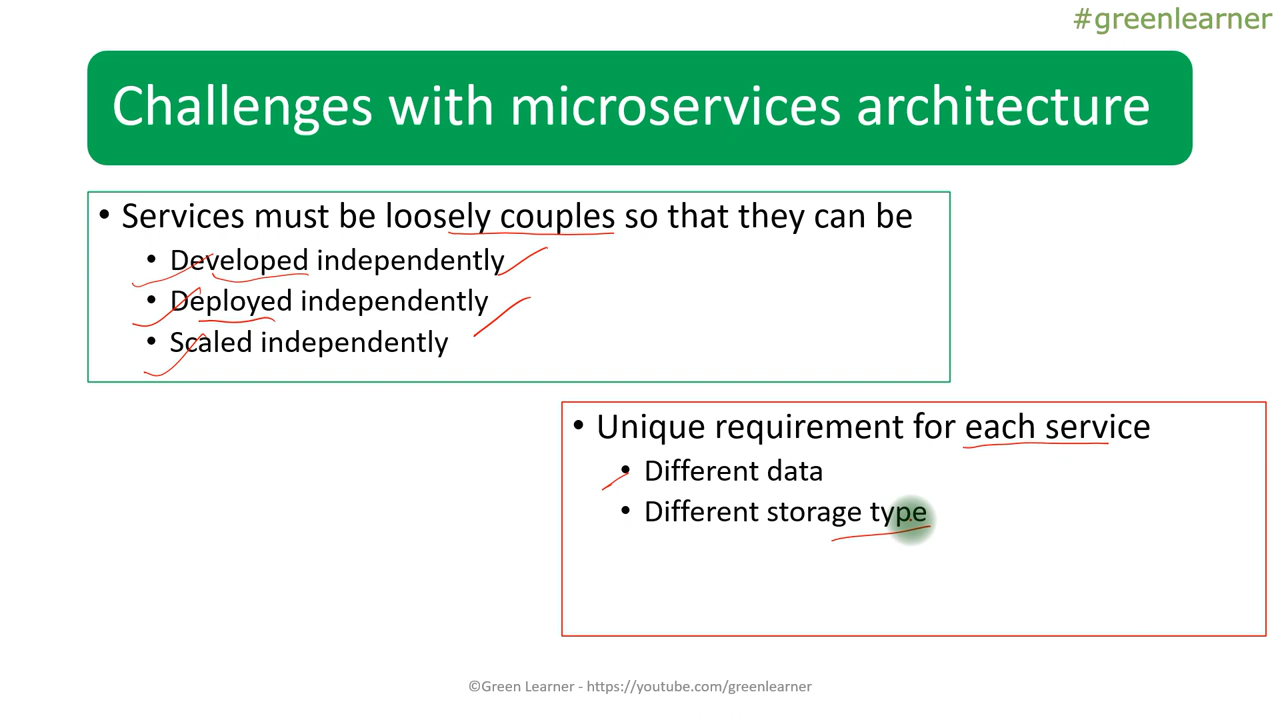 #greenlearner
Challenges with microservices architecture
• Services must be loosely couples so that they can be
• Developed independently
• Deployed independently
• Scaled independently
• Unique requirement for each service
• Different data
• Different storage type
©Green Learner - https://youtube.com/greenlearner